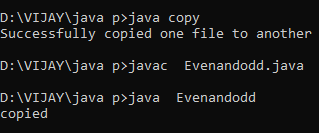 D:\VIJAY\java p>java copy
Successfully copied one file to another
D:\VIJAY\java p>javac  Evenandodd.java
D:\VIJAY\java p>java  Evenandodd
copied